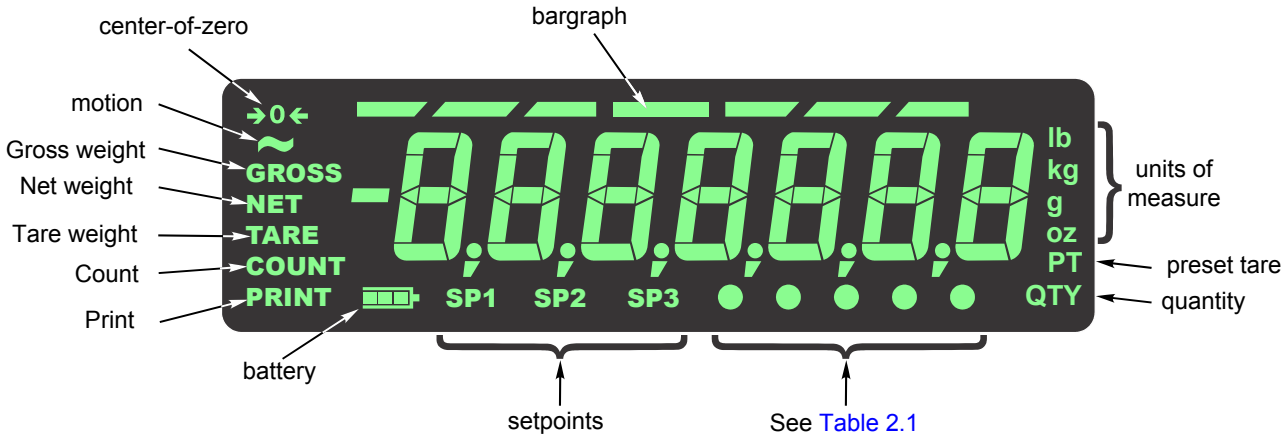 center-of-zero
bargraph
motion
Gross weight
Net weight
Tare weight
Count
Print
→0←
~
GROSS
NET
TARE
COUNT
PRINT
-8.8.8.8.8.8.8
lb
kg
g
oz
PT
QTY
SP1 SP2 SP3
units of
measure
preset tare
quantity
battery
setpoints
See Table 2.1